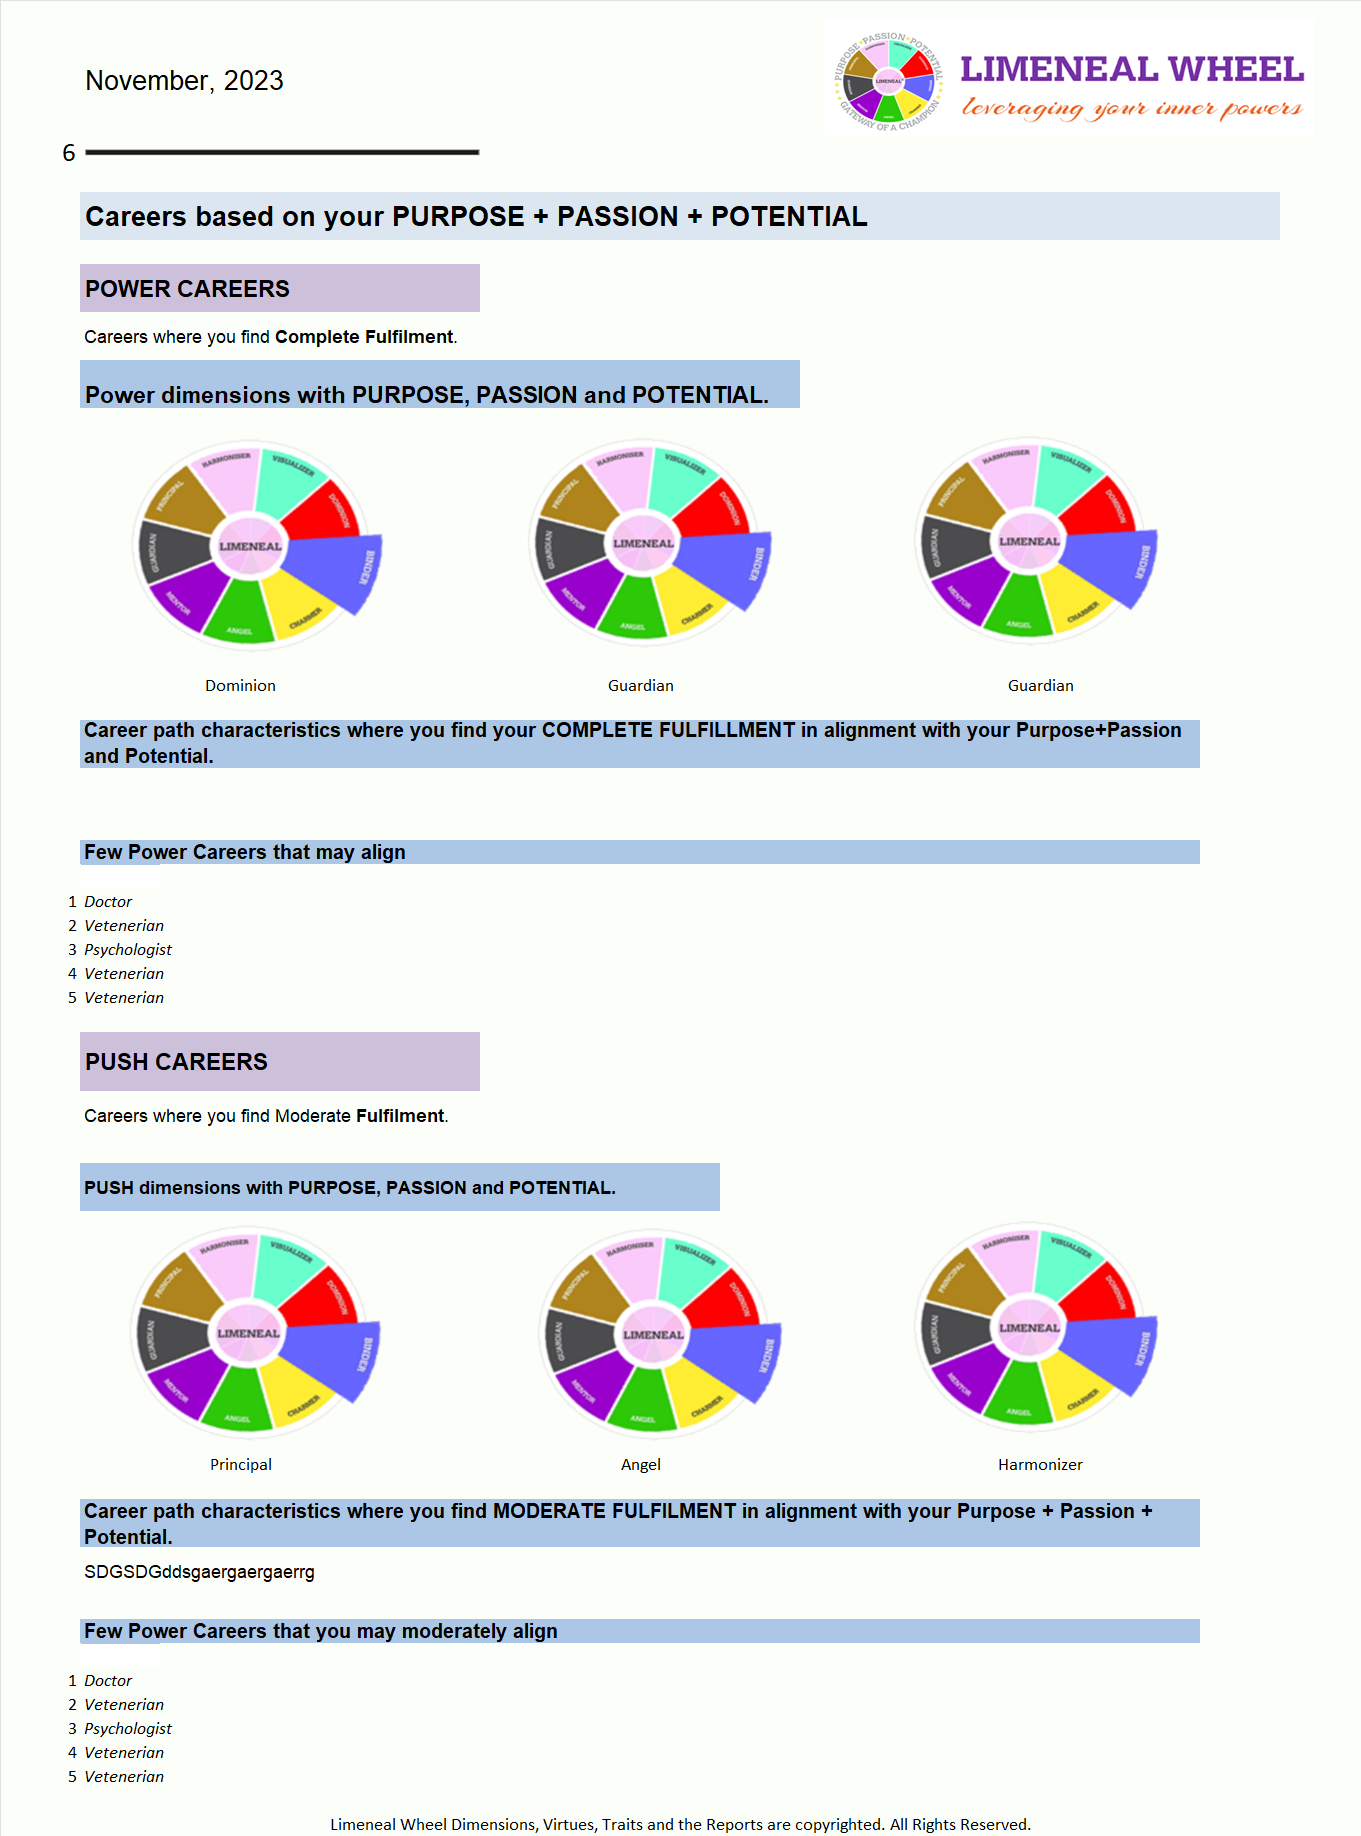 November, 2023
PURPOSE★PASSION★POTENTIAL
LIMENEAL
GATEWAY OF A CHAMPION
LIMENEAL WHEEL
leveraging your inner powers
6
Careers based on your PURPOSE + PASSION + POTENTIAL
POWER CAREERS
Careers where you find Complete Fulfilment.
Power dimensions with PURPOSE, PASSION and POTENTIAL.
HARMONISER
VISUALIZER
DOMINION
BINDER
CHARMER
ANGEL
MENTOR
GUARDIAN
PRINCIPAL
LIMENEAL
HARMONISER
VISUALIZER
DOMINION
BINDER
CHARMER
ANGEL
MENTOR
GUARDIAN
PRINCIPAL
LIMENEAL
HARMONISER
VISUALIZER
DOMINION
BINDER
CHARMER
ANGEL
MENTOR
GUARDIAN
PRINCIPAL
LIMENEAL
Dominion Guardian Guardian
Career path characteristics where you find your COMPLETE FULFILLMENT in alignment with your Purpose+Passion
and Potential.
Few Power Careers that may align
1 Doctor
2 Vetenerian
3 Psychologist
4 Vetenerian
5 Vetenerian
PUSH CAREERS
Careers where you find Moderate Fulfilment.
PUSH dimensions with PURPOSE, PASSION and POTENTIAL.
HARMONISER
VISUALIZER
DOMINION
BINDER
CHARMER
ANGEL
MENTOR
GUARDIAN
PRINCIPAL
LIMENEAL
HARMONISER
VISUALIZER
DOMINION
BINDER
CHARMER
ANGEL
MENTOR
GUARDIAN
PRINCIPAL
LIMENEAL
HARMONISER
VISUALIZER
DOMINION
BINDER
CHARMER
ANGEL
MENTOR
GUARDIAN
PRINCIPAL
LIMENEAL
Principal Angel Harmonizer
Career path characteristics where you find MODERATE FULFILMENT in alignment with your Purpose + Passion +
Potential.
SDGSDGddsgaergaergaerrg
Few Power Careers that you may moderately align
1 Doctor
2 Vetenerian
3 Psychologist
4 Vetenerian
5 Vetenerian
Limeneal Wheel Dimensions, Virtues, Traits and the Reports are copyrighted. All Rights Reserved.